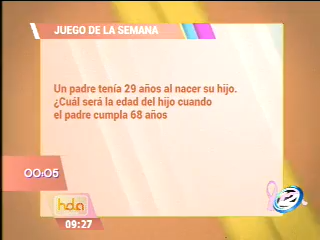 JUEGO DE LA SEMANA
Un padre tenía 29 años al nacer su hijo.
¿Cuál será la edad del hijo cuando
el padre cumpla 68 años
00:05
hda
09:27